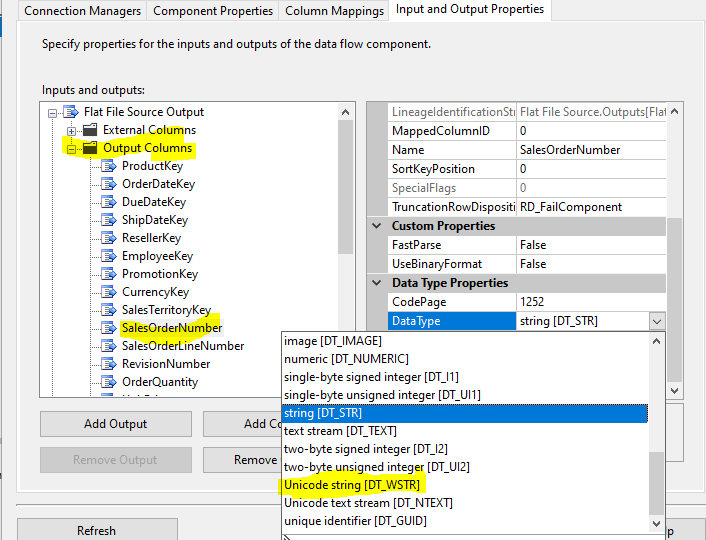 Connection Managers Component Properties Column Mappings Input and Output Properties
Specify properties for the inputs and outputs of the data flow component.
Inputs and outputs:
Flat File Source Output
External Columns
Output Columns
ProductKey
OrderDateKey
DueDateKey
ShipDateKey
ResellerKey
EmployeeKey
PromotionKey
CurrencyKey
SalesTerritoryKey
SalesOrderNumber
SalesOrderLineNumber
RevisionNumber
OrderQuantity
LineageIdentificationStr Flat File Source.Outputs[Flat
MappedColumnID 0
Name SalesOrderNumber
SortKeyPosition 0
SpecialFlags 0
TruncationRowDispositi RD_FailComponent
Custom Properties
FastParse False
UseBinaryFormat False
Data Type Properties
CodePage 1252
DataType string [DT_STR]
image [DT_IMAGE]
numeric [DT_NUMERIC]
single-byte signed integer [DT_I1]
single-byte unsigned integer [DT_UI1]
string [DT_STR]
text stream [DT_TEXT]
two-byte signed integer [DT_I2]
two-byte unsigned integer [DT_UI2]
Unicode string [DT_WSTR]
Unicode text stream [DT_NTEXT]
unique identifier [DT_GUID]
Add Output Add Co
Remove Output Remove
Refresh lp